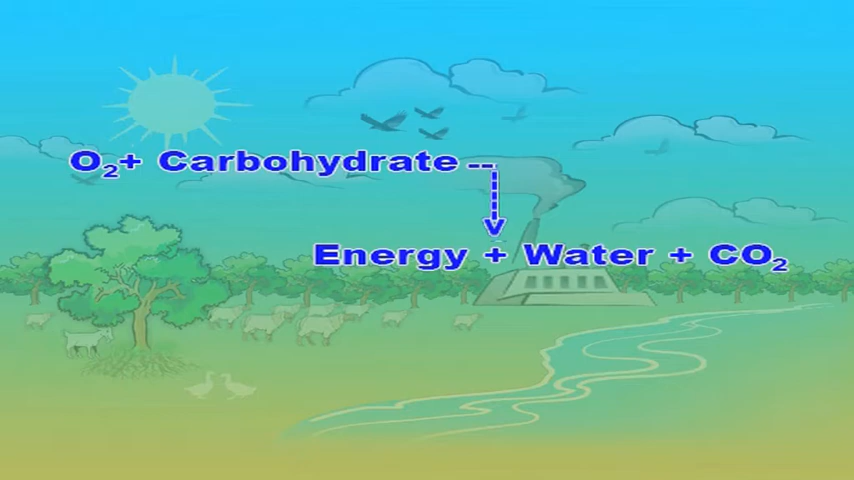 O₂+ Carbohydrate --
Energy + Water + CO₂